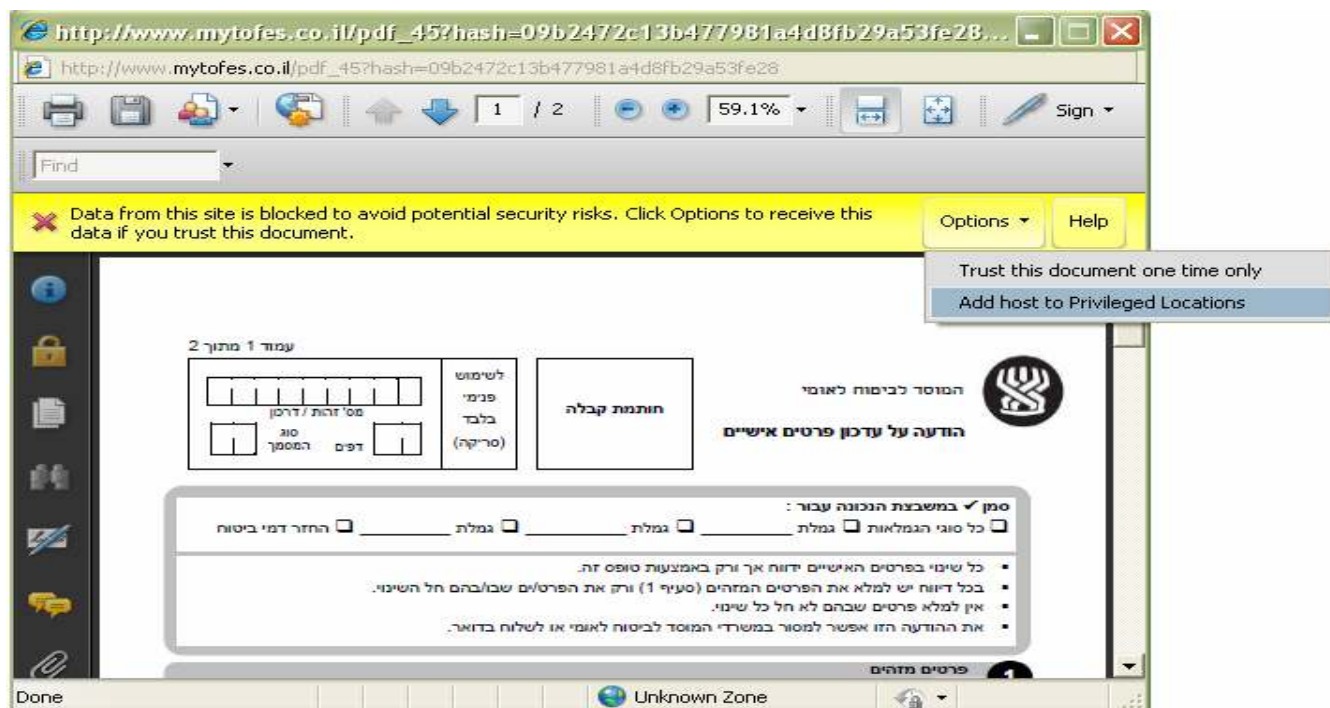 http://www.mytofes.co.il/pdf_45?hash=09b2472c13b477981a4d8fb29a53fe28...
http://www.mytofes.co.il/pdf_45?hash=09b2472c13b477981a4d8fb29a53fe28
1 / 2 59.1% Sign
Find
Data from this site is blocked to avoid potential security risks. Click Options to receive this
data if you trust this document.
Options Help
Trust this document one time only
Add host to Privileged Locations
עמוד 1 מתוך 2
המוסד לביטוח לאומי
הודעה על עדכון פרטים אישיים
חותמת קבלה
לשימוש
פנימי
בלבד
(סריקה)
מס' זהות / דרכון
סוג
המסמך
דפים
סמן ✓ במשבצת הנכונה עבור :
❑ כל סוגי הגמלאות ❑ גמלת ________ ❑ גמלת ________ ❑ גמלת ________ ❑ החזר דמי ביטוח
▪ כל שינוי בפרטים האישיים ידווח אך ורק באמצעות טופס זה.
▪ בכל דיווח יש למלא את הפרטים המזהים (סעיף 1) ורק את הפרט/ים שבו/בהם חל השינוי.
▪ אין למלא פרטים שבהם לא חל כל שינוי.
▪ את ההודעה הזו אפשר למסור במשרדי המוסד לביטוח לאומי או לשלוח בדואר.
1 פרטים מזהים
Done Unknown Zone